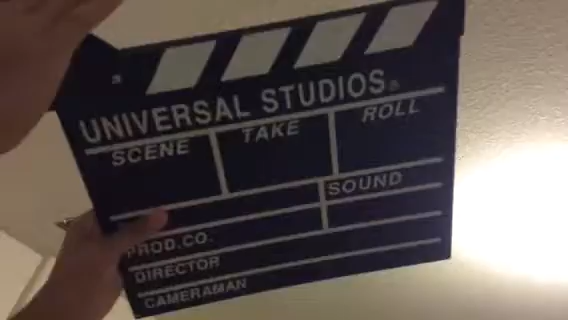 UNIVERSAL STUDIOS®
SCENE TAKE ROLL
SOUND
PROD.CO.
DIRECTOR
CAMERAMAN